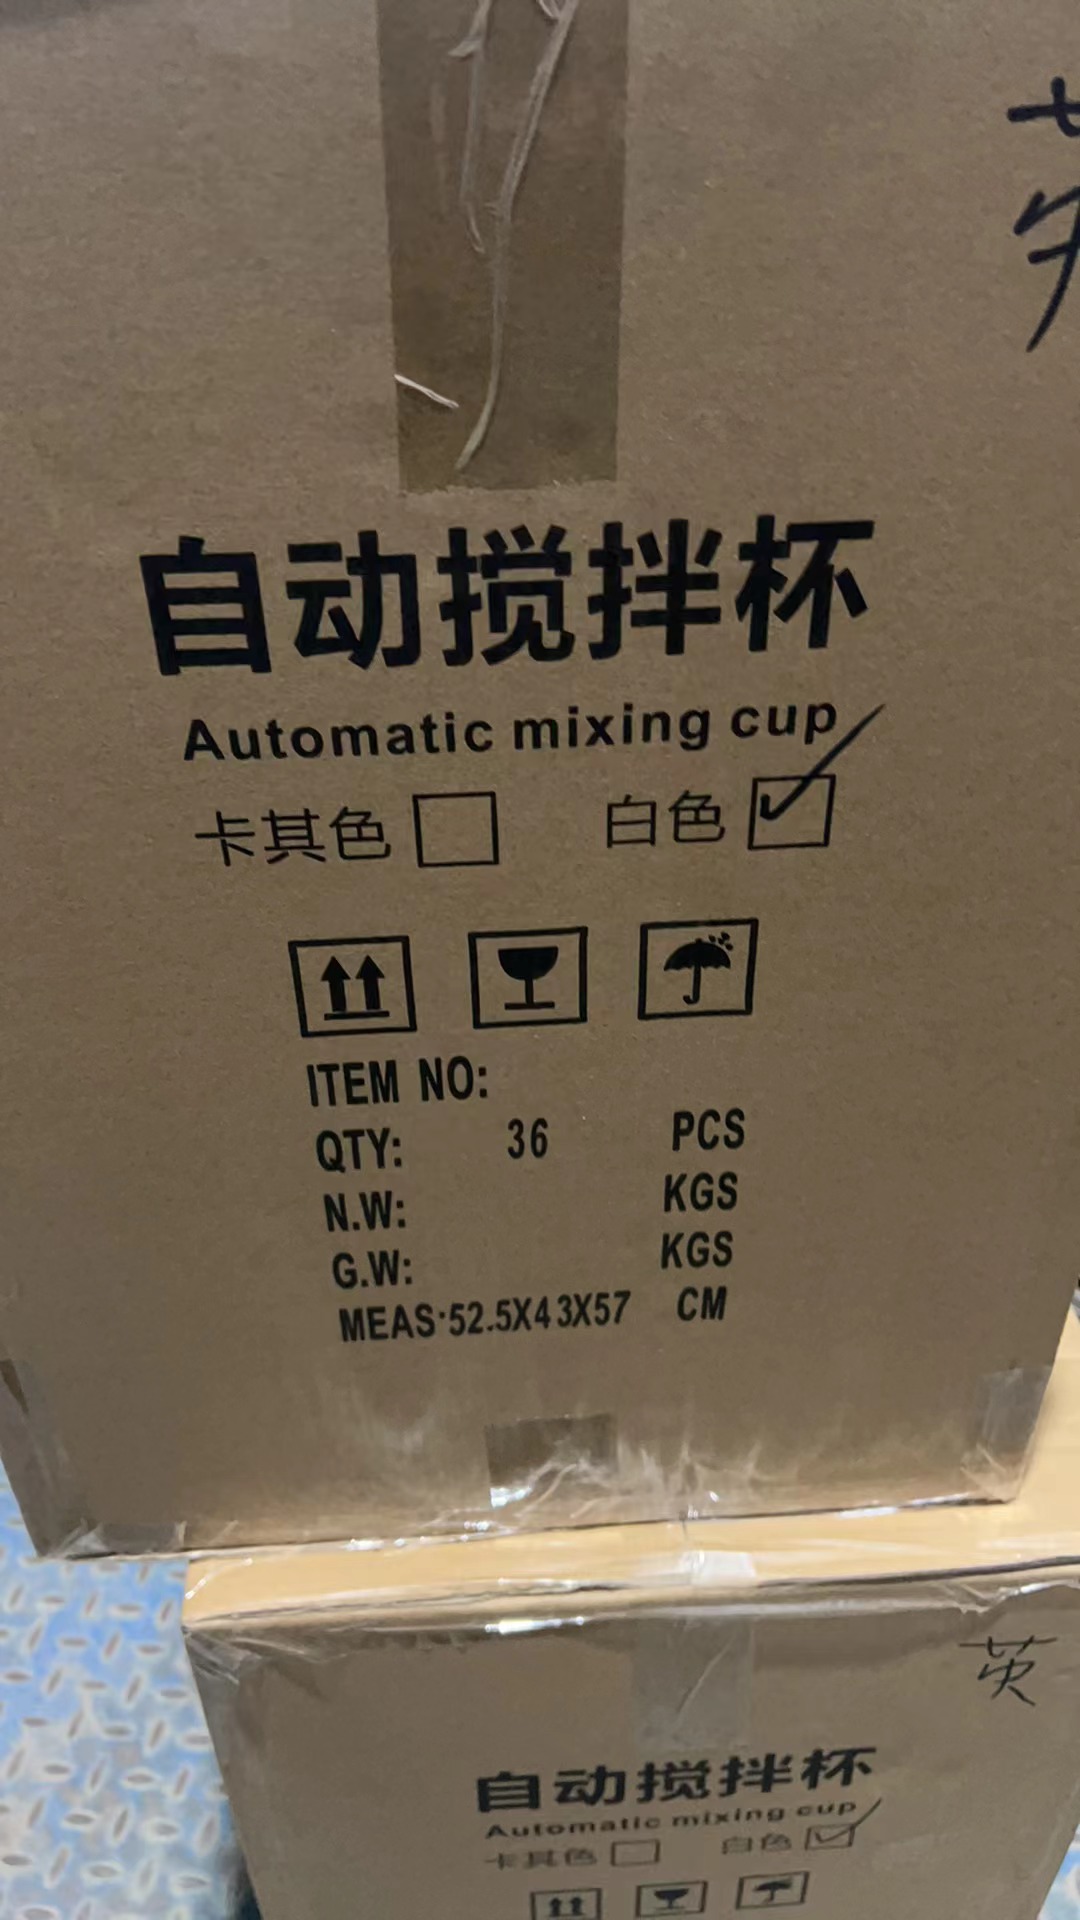 自动搅拌杯
Automatic mixing cup
卡其色 白色
ITEM NO:
QTY: 36 PCS
N.W: KGS
G.W: KGS
MEAS:52.5X43X57 CM
英
自动搅拌杯
Automatic mixing cup
卡其色 白色